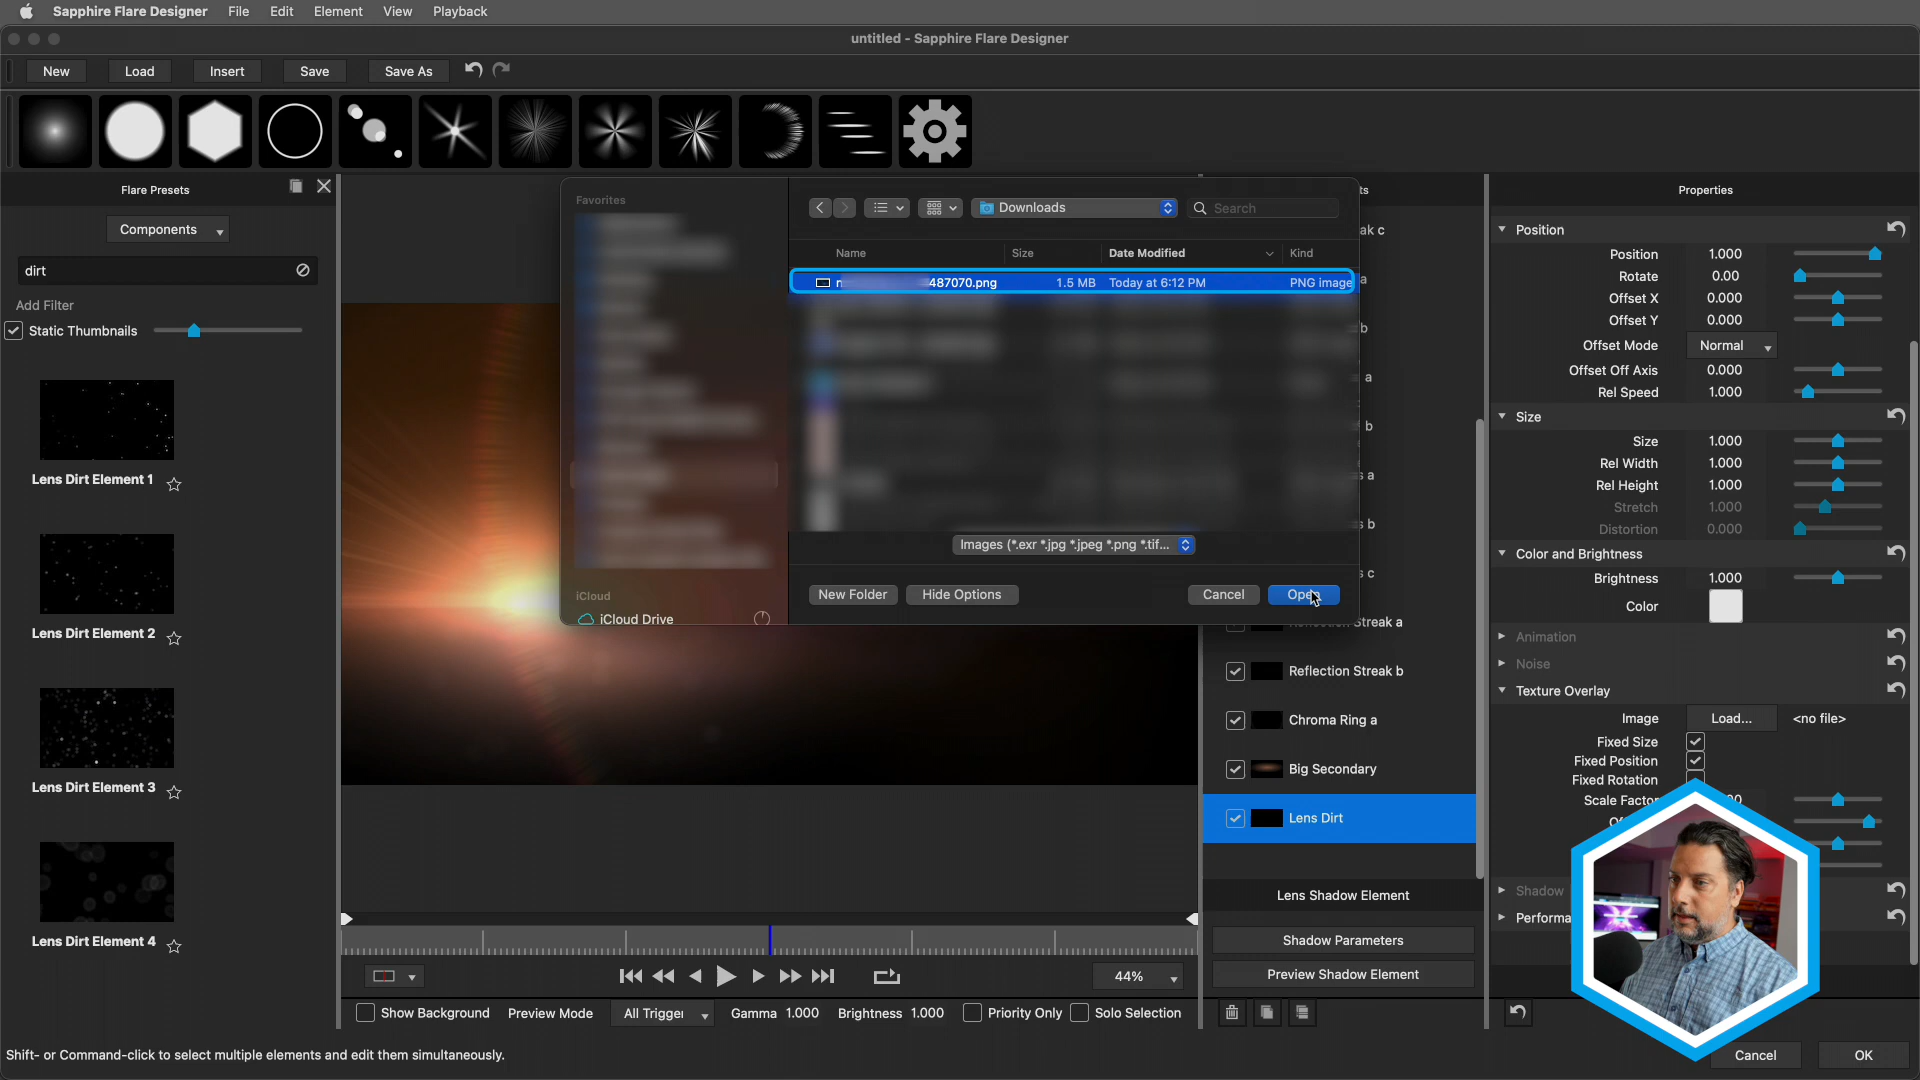 Sapphire Flare Designer File Edit Element View Playback
untitled - Sapphire Flare Designer
New Load Insert Save Save As
Flare Presets
Components
dirt
Add Filter
Static Thumbnails
Lens Dirt Element 1
Lens Dirt Element 2
Lens Dirt Element 3
Lens Dirt Element 4
Favorites
iCloud
iCloud Drive
Downloads
Search
Name Size Date Modified Kind
487070.png 1.5 MB Today at 6:12 PM PNG image
Images (*.exr *.jpg *.jpeg *.png *.tif...
New Folder Hide Options Cancel Open
ts
ak c
a
b
a
b
s a
s b
s c
Streak a
Reflection Streak b
Chroma Ring a
Big Secondary
Lens Dirt
Lens Shadow Element
Shadow Parameters
Preview Shadow Element
44%
Show Background Preview Mode All Trigger Gamma 1.000 Brightness 1.000 Priority Only Solo Selection
Properties
Position
Position 1.000
Rotate 0.00
Offset X 0.000
Offset Y 0.000
Offset Mode Normal
Offset Off Axis 0.000
Rel Speed 1.000
Size
Size 1.000
Rel Width 1.000
Rel Height 1.000
Stretch 1.000
Distortion 0.000
Color and Brightness
Brightness 1.000
Color
Animation
Noise
Texture Overlay
Image Load... <no file>
Fixed Size
Fixed Position
Fixed Rotation
Scale Factor
Shadow
Performa
Shift- or Command-click to select multiple elements and edit them simultaneously.
Cancel OK